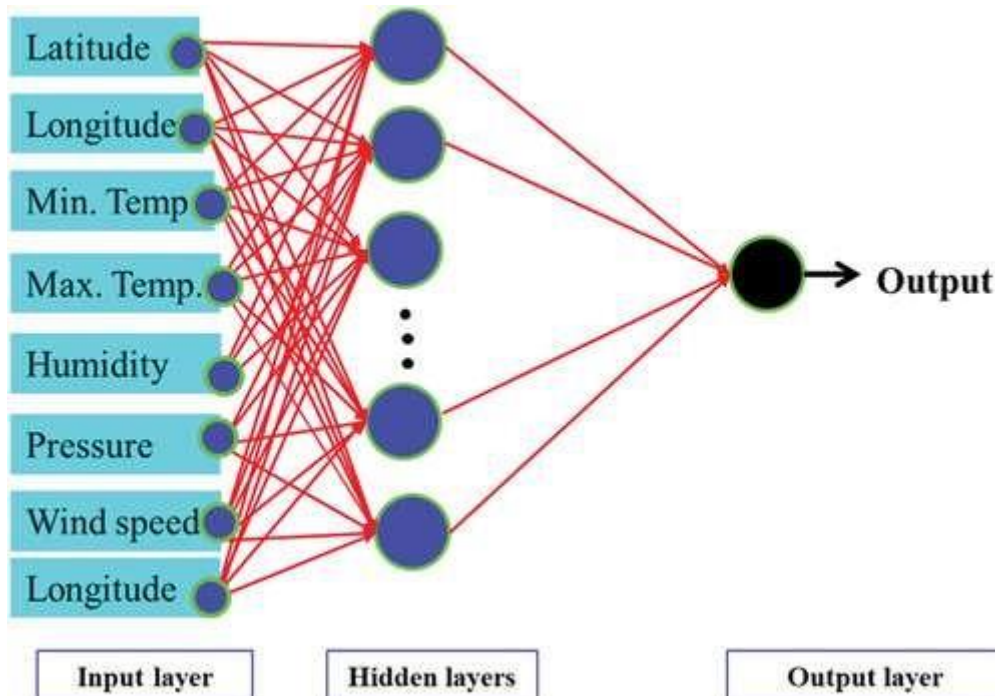 Latitude
Longitude
Min. Temp
Max. Temp.
Humidity
Pressure
Wind speed
Longitude
Output
Input layer
Hidden layers
Output layer